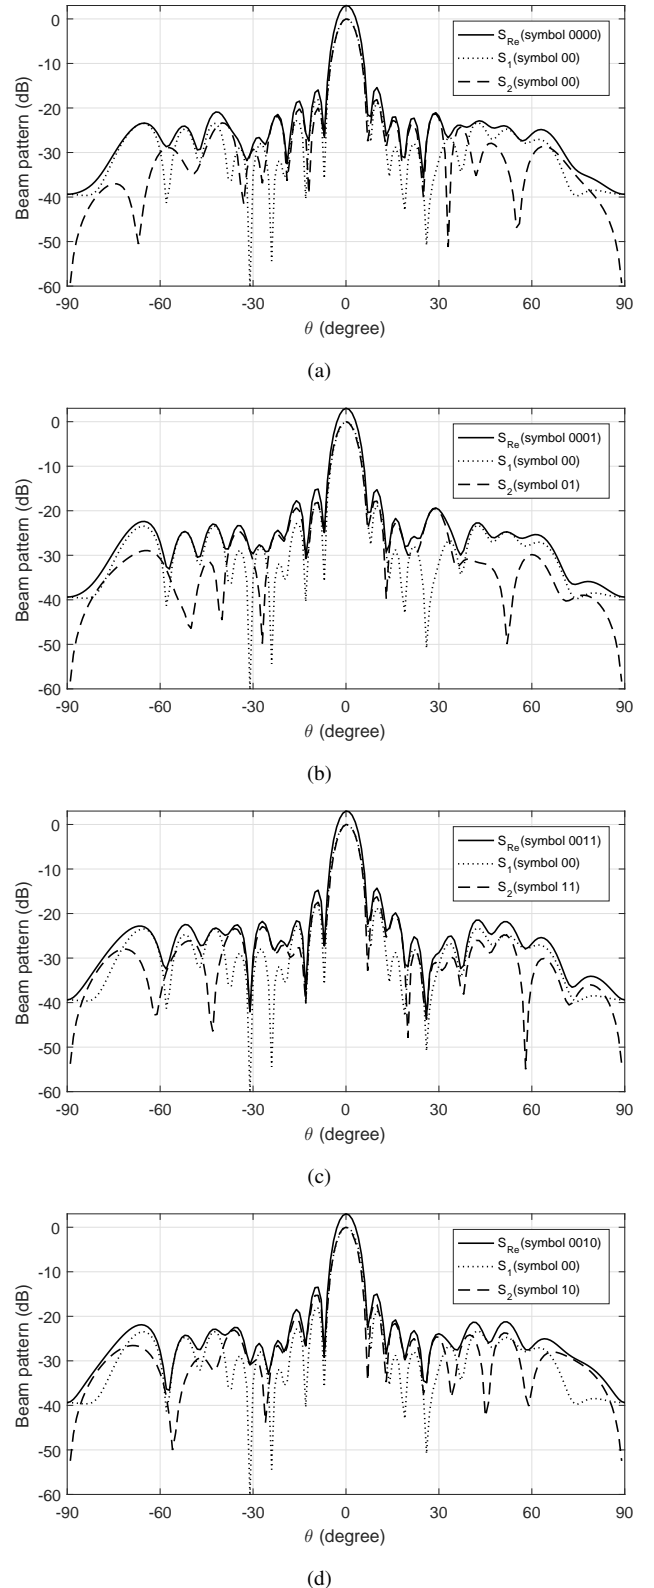 0
-10
-20
-30
-40
-50
-60
Beam pattern (dB)
S_Re(symbol 0000)
S_1(symbol 00)
S_2(symbol 00)
-90 -60 -30 0 30 60 90
θ (degree)
(a)
0
-10
-20
-30
-40
-50
-60
Beam pattern (dB)
S_Re(symbol 0001)
S_1(symbol 00)
S_2(symbol 01)
-90 -60 -30 0 30 60 90
θ (degree)
(b)
0
-10
-20
-30
-40
-50
-60
Beam pattern (dB)
S_Re(symbol 0011)
S_1(symbol 00)
S_2(symbol 11)
-90 -60 -30 0 30 60 90
θ (degree)
(c)
0
-10
-20
-30
-40
-50
-60
Beam pattern (dB)
S_Re(symbol 0010)
S_1(symbol 00)
S_2(symbol 10)
-90 -60 -30 0 30 60 90
θ (degree)
(d)